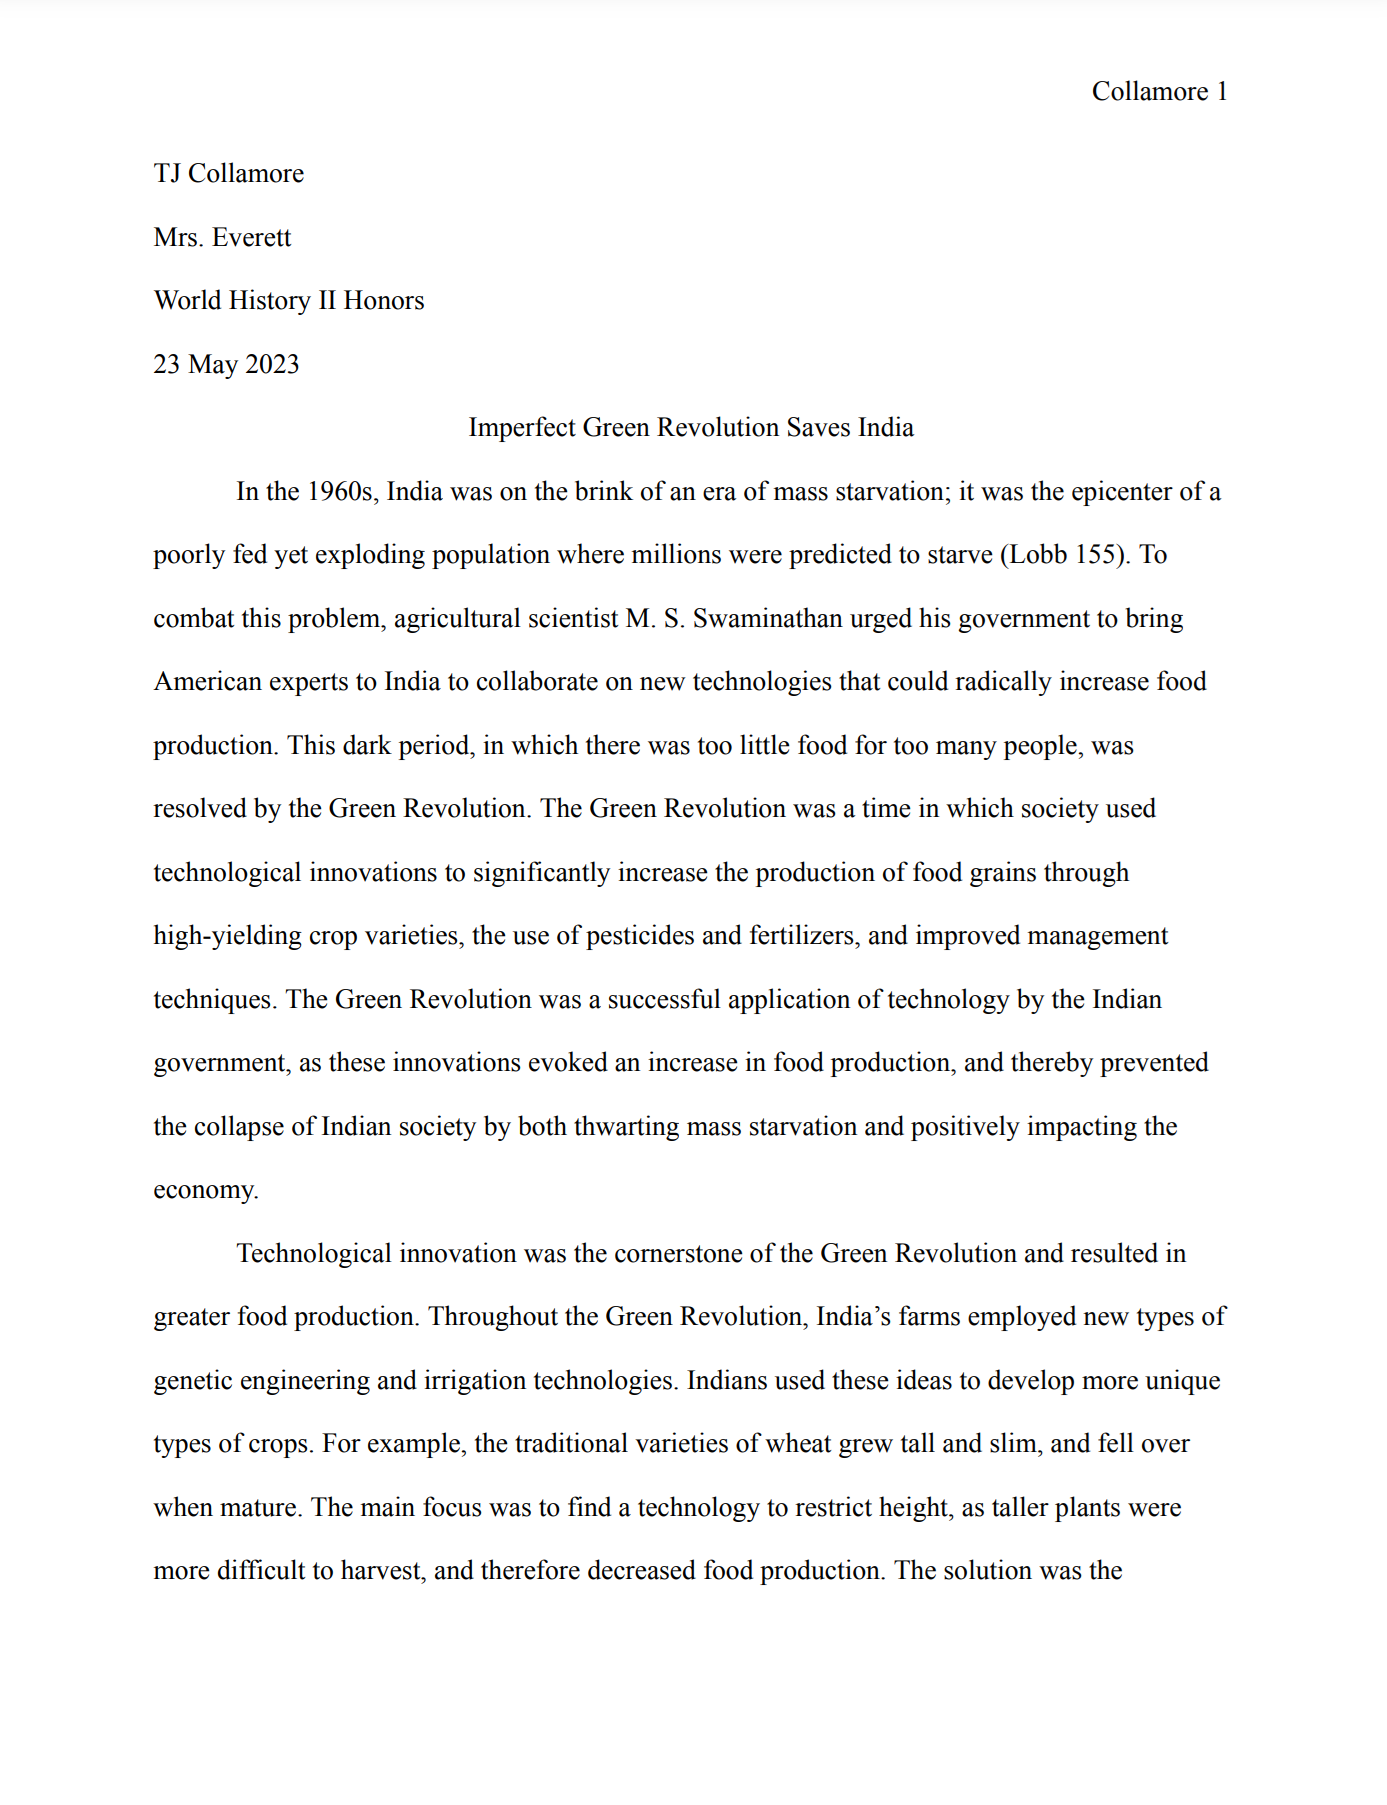 Collamore 1
TJ Collamore
Mrs. Everett
World History II Honors
23 May 2023
Imperfect Green Revolution Saves India
In the 1960s, India was on the brink of an era of mass starvation; it was the epicenter of a
poorly fed yet exploding population where millions were predicted to starve (Lobb 155). To
combat this problem, agricultural scientist M. S. Swaminathan urged his government to bring
American experts to India to collaborate on new technologies that could radically increase food
production. This dark period, in which there was too little food for too many people, was
resolved by the Green Revolution. The Green Revolution was a time in which society used
technological innovations to significantly increase the production of food grains through
high-yielding crop varieties, the use of pesticides and fertilizers, and improved management
techniques. The Green Revolution was a successful application of technology by the Indian
government, as these innovations evoked an increase in food production, and thereby prevented
the collapse of Indian society by both thwarting mass starvation and positively impacting the
economy.
Technological innovation was the cornerstone of the Green Revolution and resulted in
greater food production. Throughout the Green Revolution, India’s farms employed new types of
genetic engineering and irrigation technologies. Indians used these ideas to develop more unique
types of crops. For example, the traditional varieties of wheat grew tall and slim, and fell over
when mature. The main focus was to find a technology to restrict height, as taller plants were
more difficult to harvest, and therefore decreased food production. The solution was the